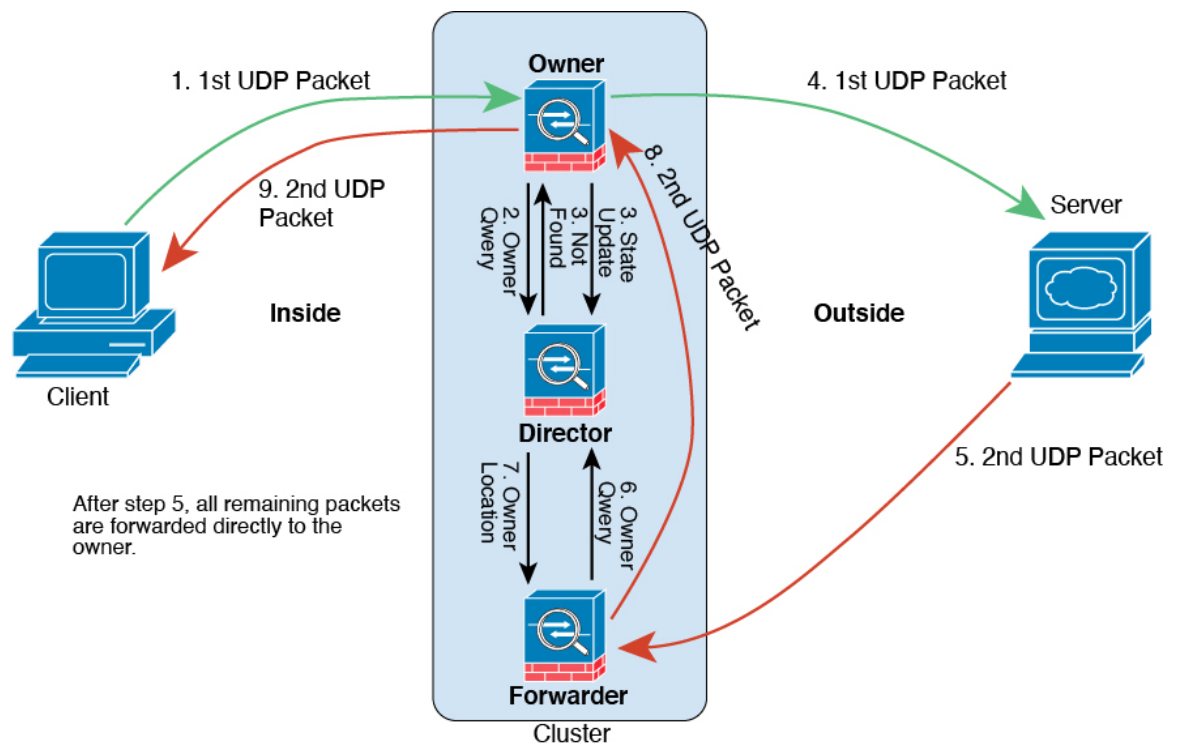 Owner
1. 1st UDP Packet
4. 1st UDP Packet
9. 2nd UDP
Packet
2. Owner
Qwery
3. Not
Found
3. State
Update
8. 2nd UDP Packet
Server
Inside
Outside
Client
Director
5. 2nd UDP Packet
7. Owner
Location
6. Owner
Qwery
After step 5, all remaining packets
are forwarded directly to the
owner.
Forwarder
Cluster